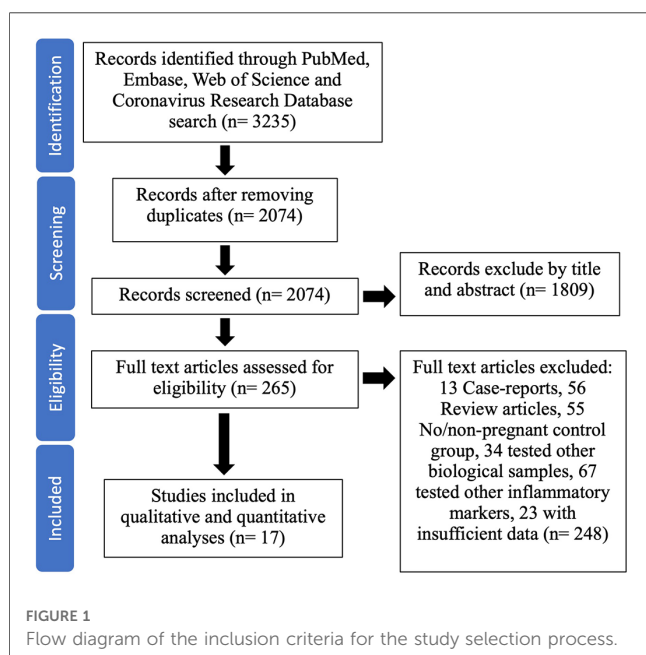 Identification
Records identified through PubMed,
Embase, Web of Science and
Coronavirus Research Database
search (n= 3235)
Screening
Records after removing
duplicates (n= 2074)
Records screened (n= 2074)
Records exclude by title
and abstract (n= 1809)
Eligibility
Full text articles assessed for
eligibility (n= 265)
Full text articles excluded:
13 Case-reports, 56
Review articles, 55
No/non-pregnant control
group, 34 tested other
biological samples, 67
tested other inflammatory
markers, 23 with
insufficient data (n= 248)
Included
Studies included in
qualitative and quantitative
analyses (n= 17)
FIGURE 1
Flow diagram of the inclusion criteria for the study selection process.